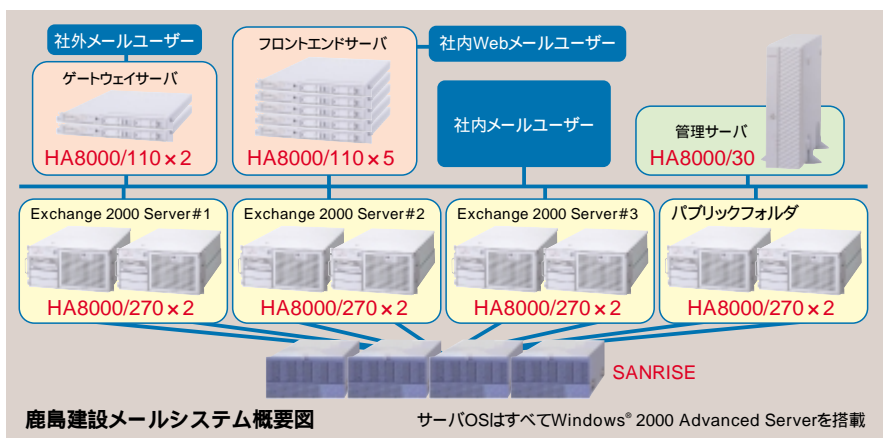 社外メールユーザー
フロントエンドサーバ
社内Webメールユーザー
ゲートウェイサーバ
社内メールユーザー
管理サーバ
HA8000/110×2
HA8000/110×5
HA8000/30
Exchange 2000 Server#1
Exchange 2000 Server#2
Exchange 2000 Server#3
パブリックフォルダ
HA8000/270×2
HA8000/270×2
HA8000/270×2
HA8000/270×2
SANRISE
鹿島建設メールシステム概要図
サーバOSはすべてWindows® 2000 Advanced Serverを搭載